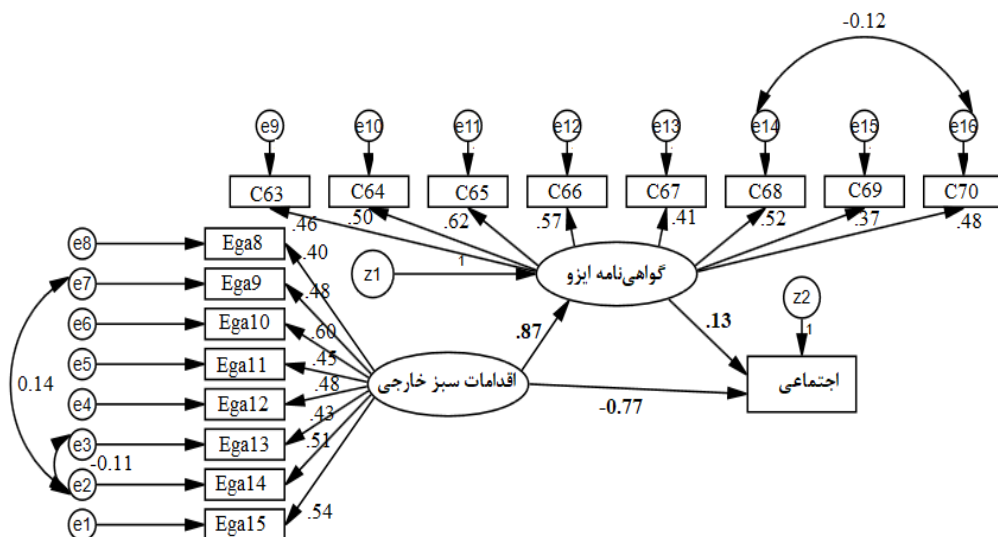 -0.12
e9 e10 e11 e12 e13 e14 e15 e16
C63 C64 C65 C66 C67 C68 C69 C70
.46 .50 .62 .57 .41 .52 .37 .48
e8 Ega8 .40
z1 1 گواهی‌نامه ایزو
e7 Ega9 .48
z2
e6 Ega10 .60
.87 .13 1
e5 Ega11 .45
0.14 اقدامات سبز خارجی اجتماعی
e4 Ega12 .48
-0.77
e3 Ega13 .43
-0.11
e2 Ega14 .51
e1 Ega15 .54